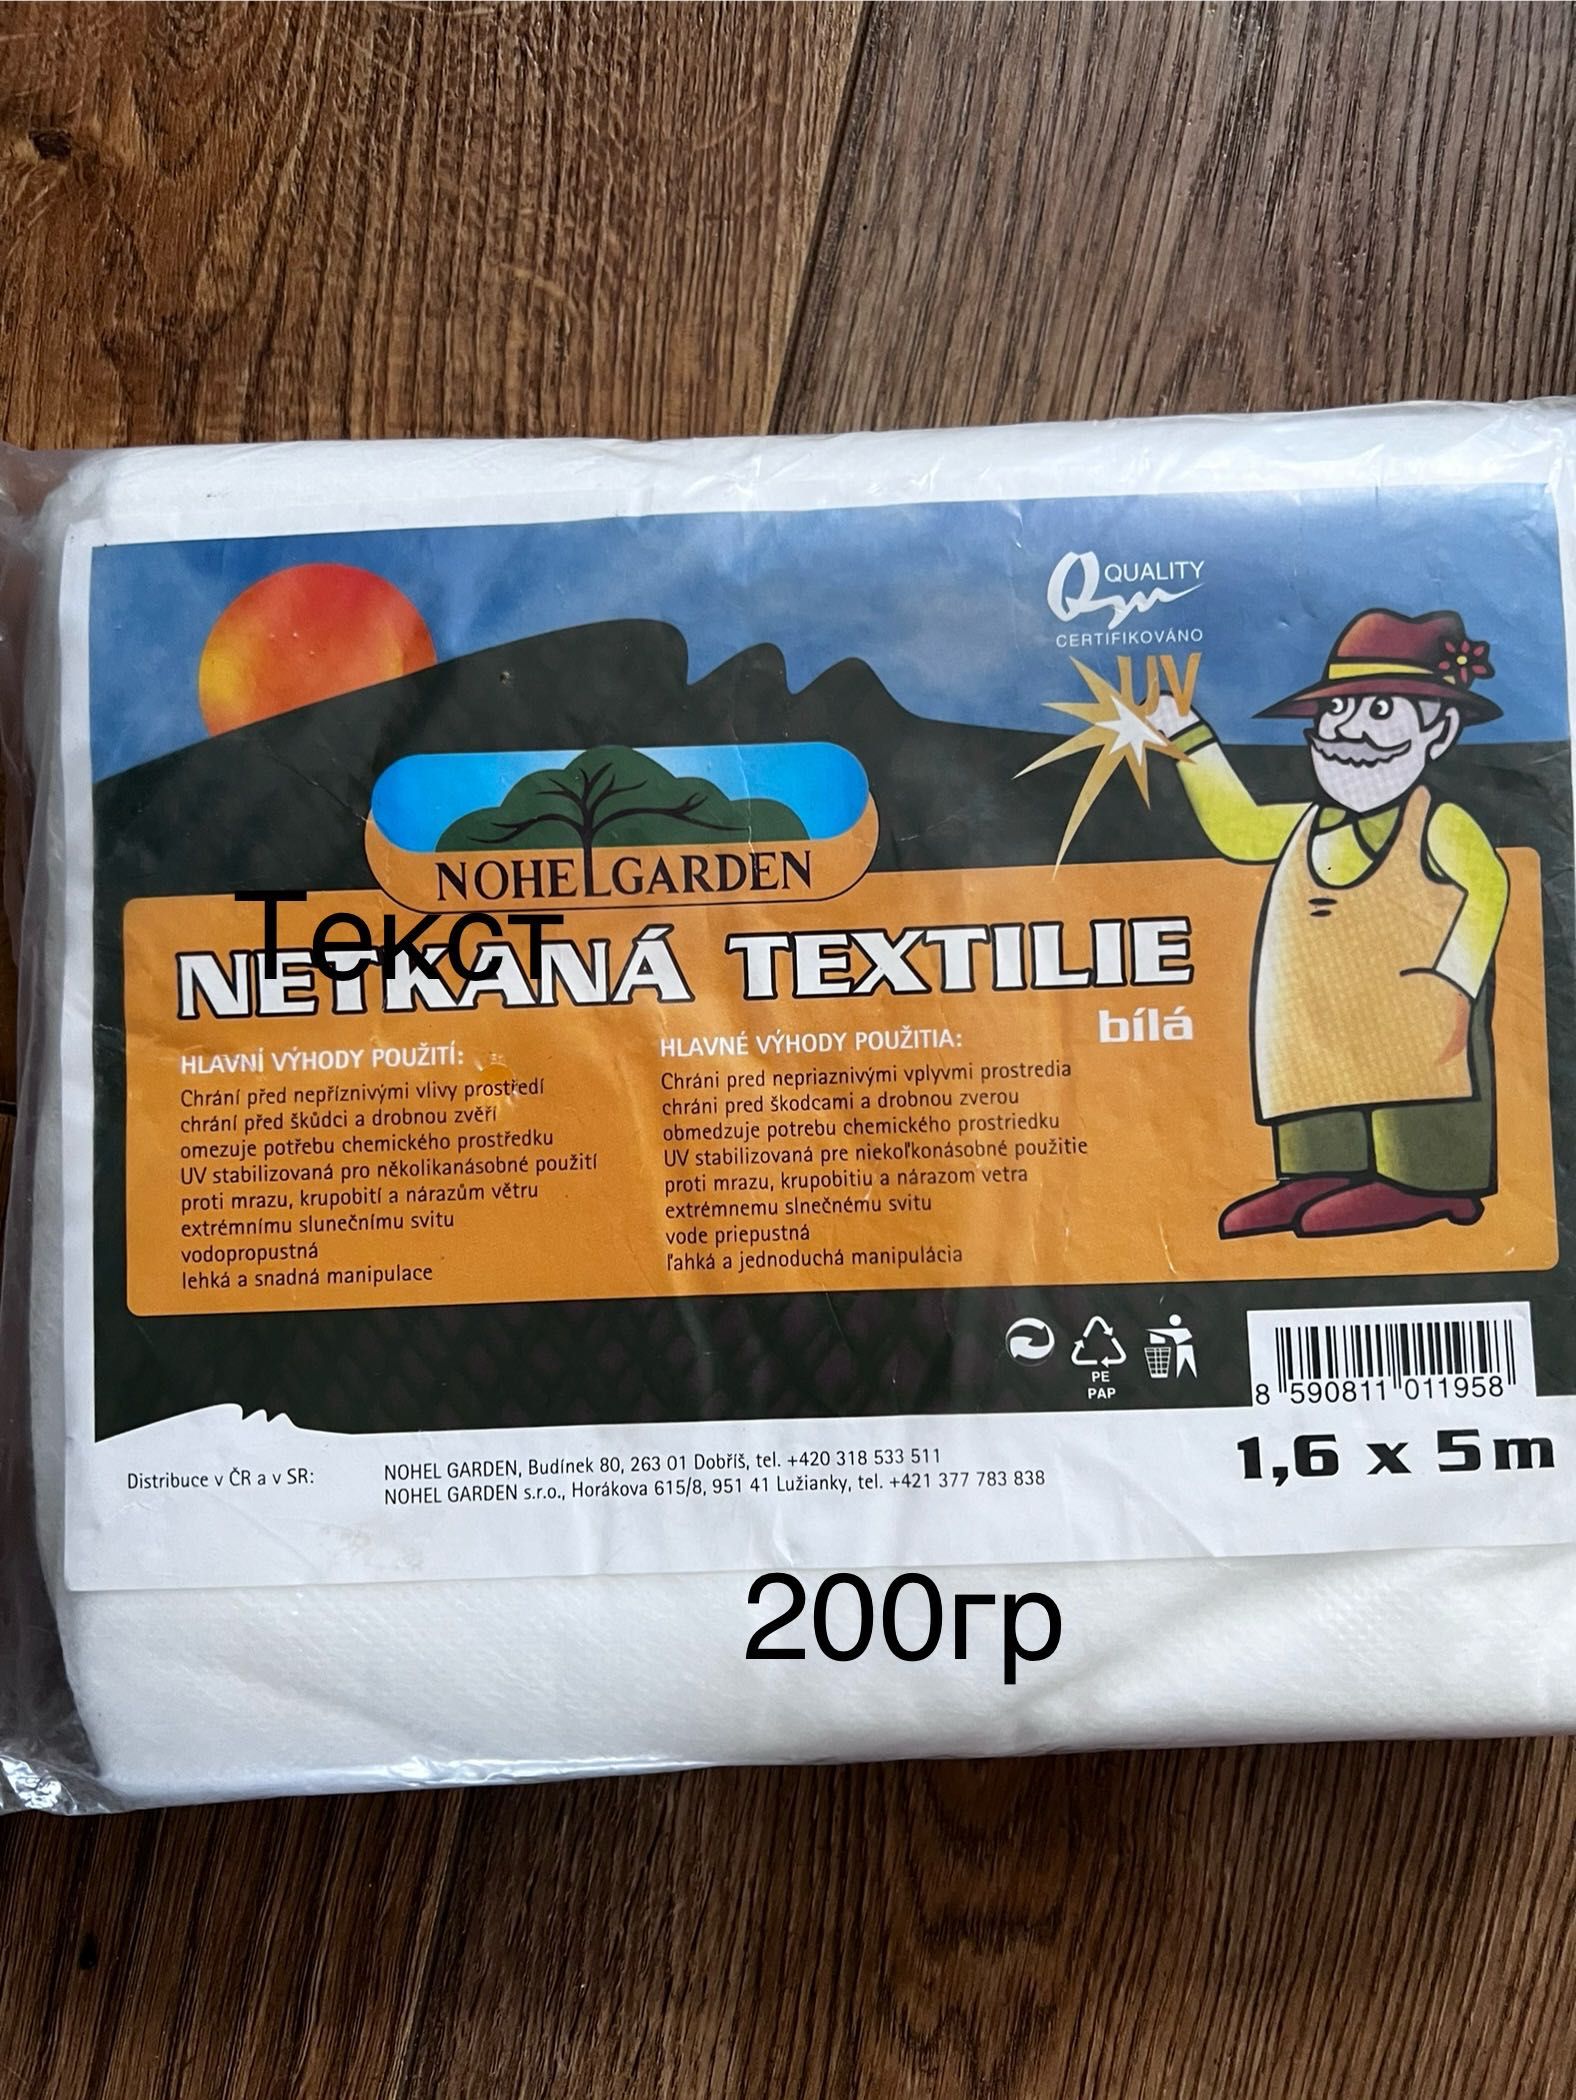 QUALITY
CERTIFIKOVÁNO
UV
NOHEL GARDEN
Текст
NETKANÁ TEXTILIE
bílá
HLAVNÍ VÝHODY POUŽITÍ:
Chrání před nepříznivými vlivy prostředí
chrání před škůdci a drobnou zvěří
omezuje potřebu chemického prostředku
UV stabilizovaná pro několikanásobné použití
proti mrazu, krupobití a nárazům větru
extrémnímu slunečnímu svitu
vodopropustná
lehká a snadná manipulace
HLAVNÉ VÝHODY POUŽITIA:
Chráni pred nepriaznivými vplyvmi prostredia
chráni pred škodcami a drobnou zverou
obmedzuje potrebu chemického prostriedku
UV stabilizovaná pre niekoľkonásobné použitie
proti mrazu, krupobitiu a nárazom vetra
extrémnemu slnečnému svitu
vode priepustná
ľahká a jednoduchá manipulácia
PE
PAP
8 590811 011958
1,6 x 5m
Distribuce v ČR a v SR:
NOHEL GARDEN, Budínek 80, 263 01 Dobříš, tel. +420 318 533 511
NOHEL GARDEN s.r.o., Horákova 615/8, 951 41 Lužianky, tel. +421 377 783 838
200гр